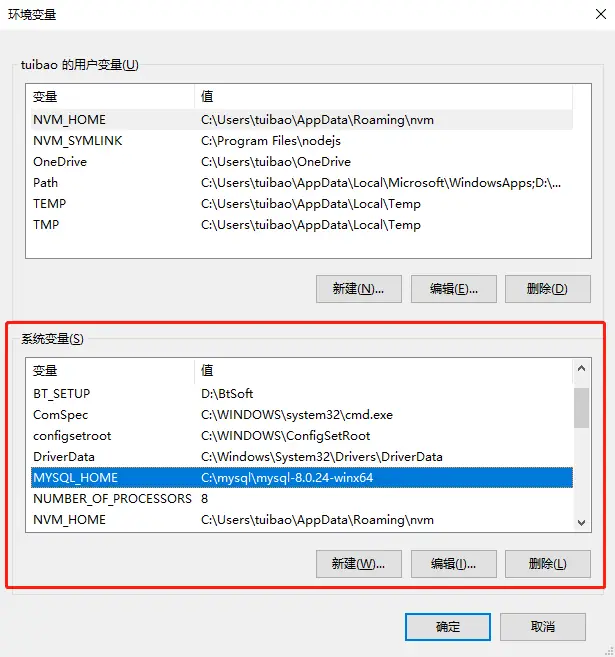 环境变量
tuibao 的用户变量(U)
变量 值
NVM_HOME C:\Users\tuibao\AppData\Roaming\nvm
NVM_SYMLINK C:\Program Files\nodejs
OneDrive C:\Users\tuibao\OneDrive
Path C:\Users\tuibao\AppData\Local\Microsoft\WindowsApps;D:\...
TEMP C:\Users\tuibao\AppData\Local\Temp
TMP C:\Users\tuibao\AppData\Local\Temp
新建(N)... 编辑(E)... 删除(D)
系统变量(S)
变量 值
BT_SETUP D:\BtSoft
ComSpec C:\WINDOWS\system32\cmd.exe
configsetroot C:\WINDOWS\ConfigSetRoot
DriverData C:\Windows\System32\Drivers\DriverData
MYSQL_HOME C:\mysql\mysql-8.0.24-winx64
NUMBER_OF_PROCESSORS 8
NVM_HOME C:\Users\tuibao\AppData\Roaming\nvm
新建(W)... 编辑(I)... 删除(L)
确定 取消